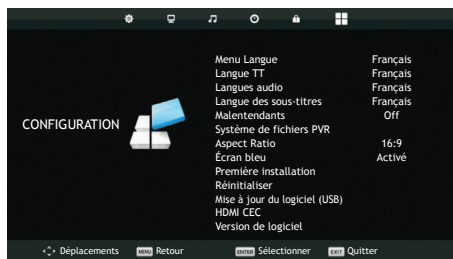 CONFIGURATION
Menu Langue Français
Langue TT Français
Langues audio Français
Langue des sous-titres Français
Malentendants Off
Système de fichiers PVR
Aspect Ratio 16:9
Écran bleu Activé
Première installation
Réinitialiser
Mise à jour du logiciel (USB)
HDMI CEC
Version de logiciel
Déplacements MENU Retour ENTER Sélectionner EXIT Quitter